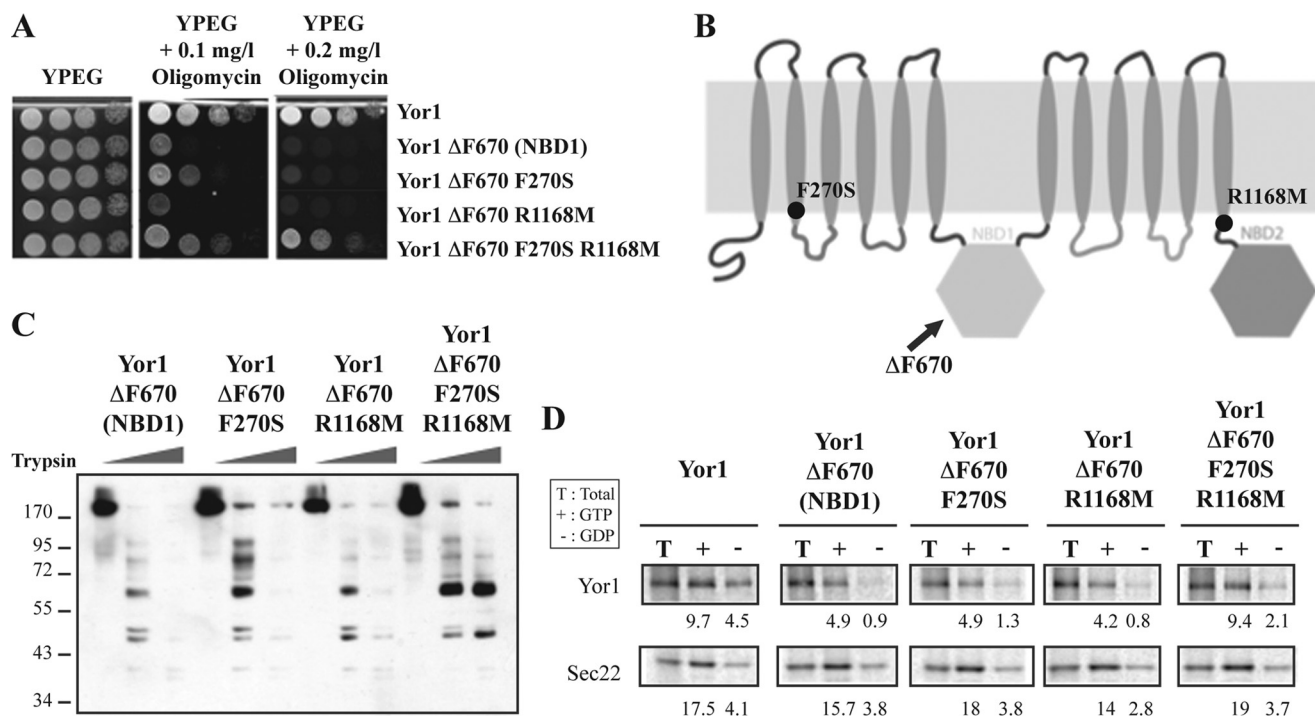 A
YPEG
YPEG
+ 0.1 mg/l
Oligomycin
YPEG
+ 0.2 mg/l
Oligomycin
Yor1
Yor1 ΔF670 (NBD1)
Yor1 ΔF670 F270S
Yor1 ΔF670 R1168M
Yor1 ΔF670 F270S R1168M
B
F270S
R1168M
NBD1
NBD2
ΔF670
C
Yor1
ΔF670
(NBD1)
Yor1
ΔF670
F270S
Yor1
ΔF670
R1168M
Yor1
ΔF670
F270S
R1168M
Trypsin
170
95
72
55
43
34
D
T : Total
+ : GTP
- : GDP
Yor1
Yor1
ΔF670
(NBD1)
Yor1
ΔF670
F270S
Yor1
ΔF670
R1168M
Yor1
ΔF670
F270S
R1168M
T + - T + - T + - T + - T + -
Yor1
9.7 4.5 4.9 0.9 4.9 1.3 4.2 0.8 9.4 2.1
Sec22
17.5 4.1 15.7 3.8 18 3.8 14 2.8 19 3.7